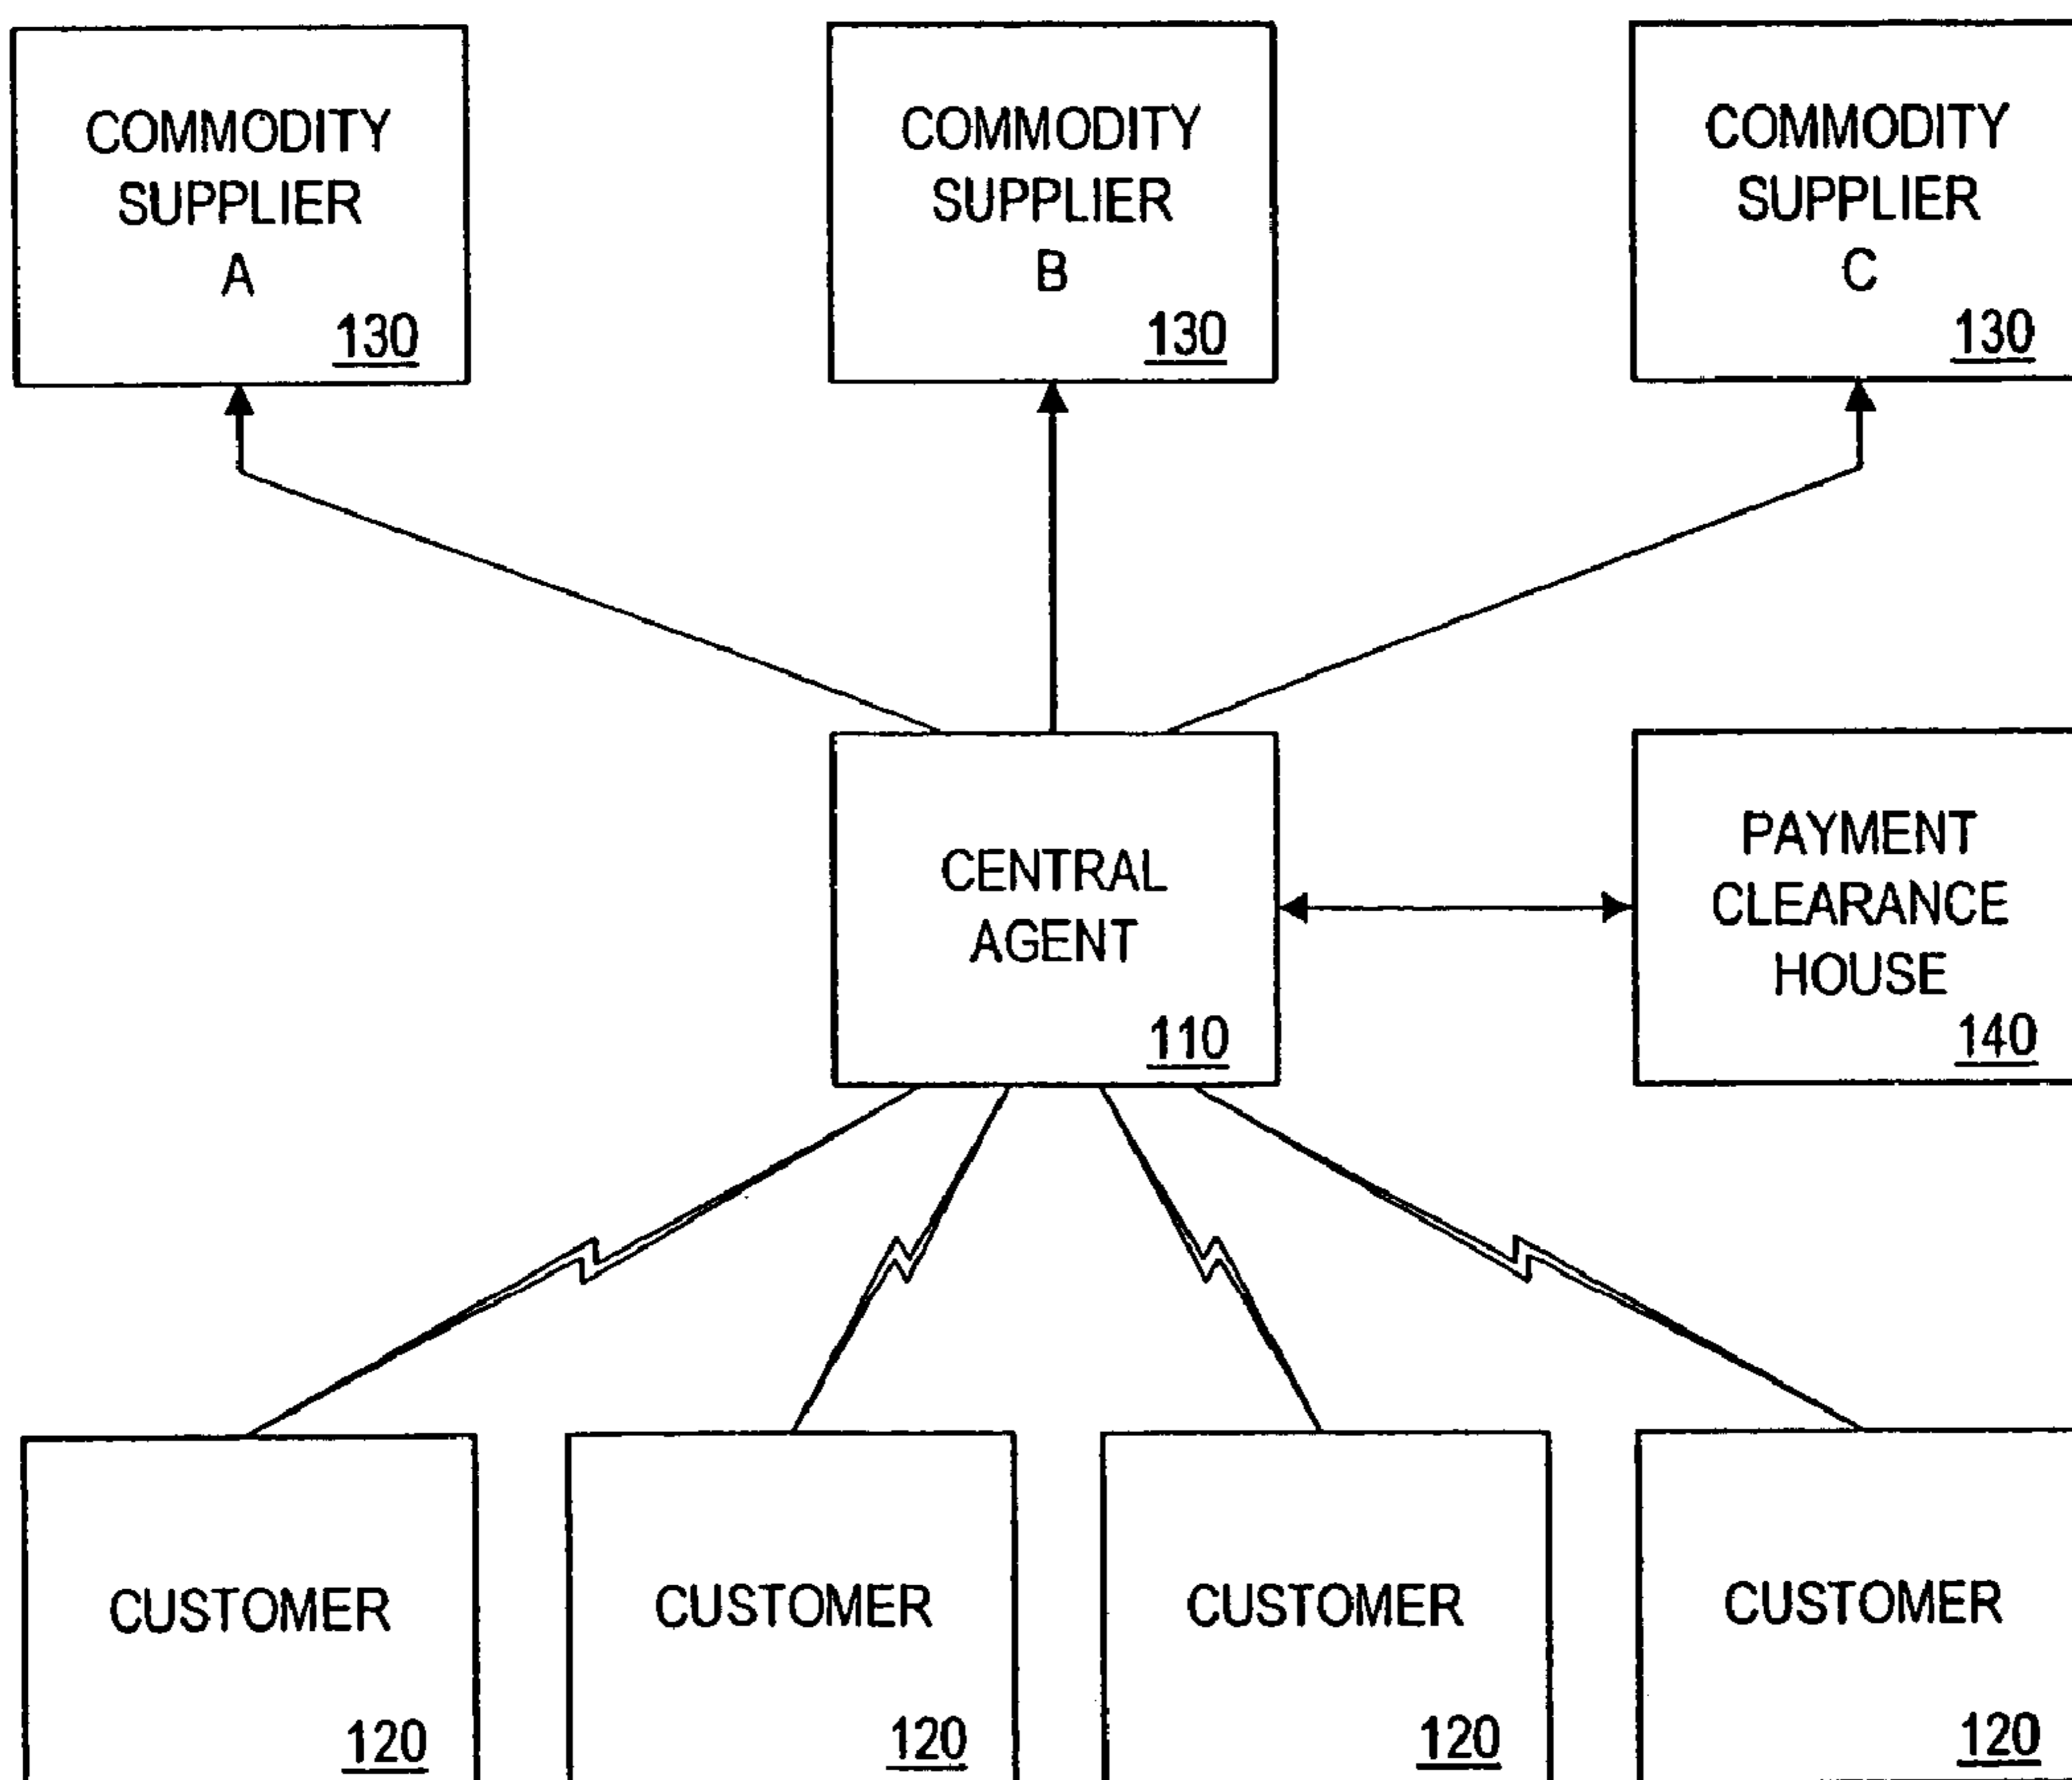 COMMODITY
SUPPLIER
A
130
COMMODITY
SUPPLIER
B
130
COMMODITY
SUPPLIER
C
130
CENTRAL
AGENT
110
PAYMENT
CLEARANCE
HOUSE
140
CUSTOMER
120
CUSTOMER
120
CUSTOMER
120
CUSTOMER
120